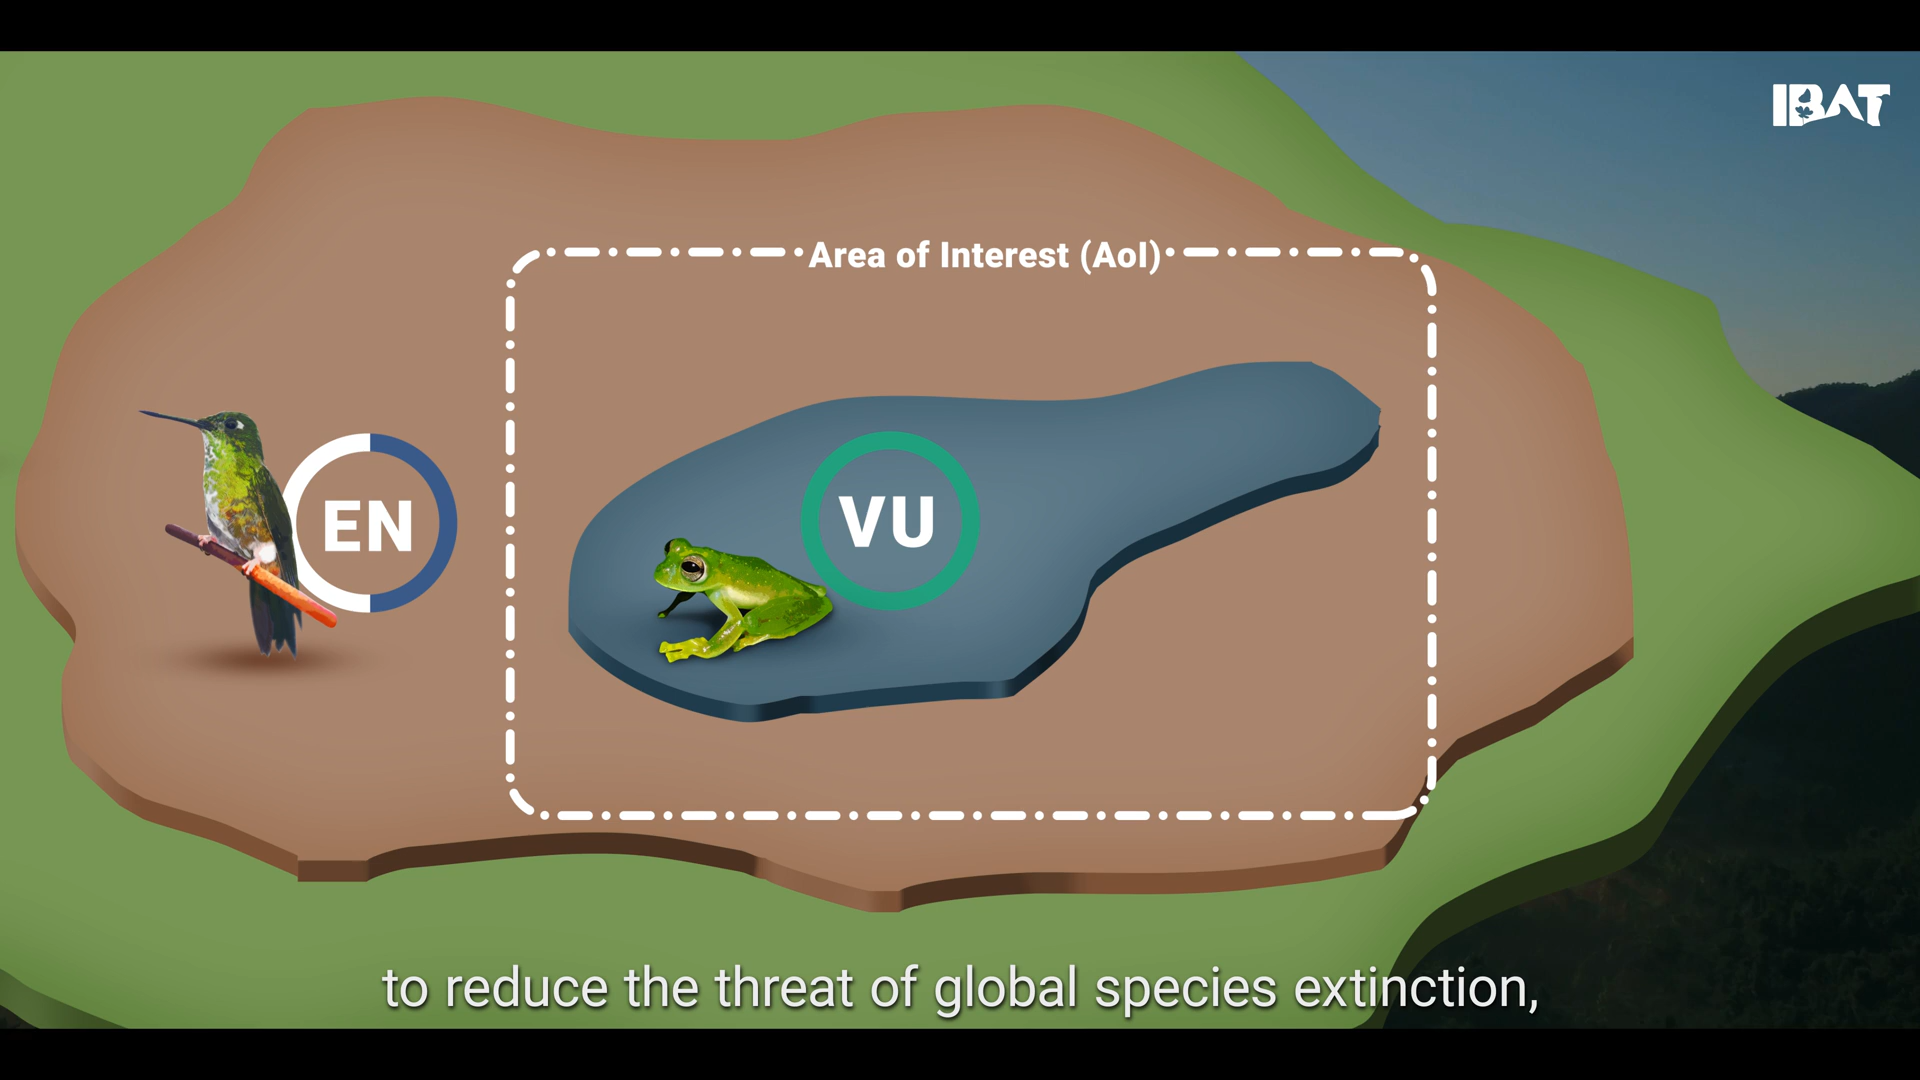 IBAT
Area of Interest (AoI)
EN
VU
to reduce the threat of global species extinction,